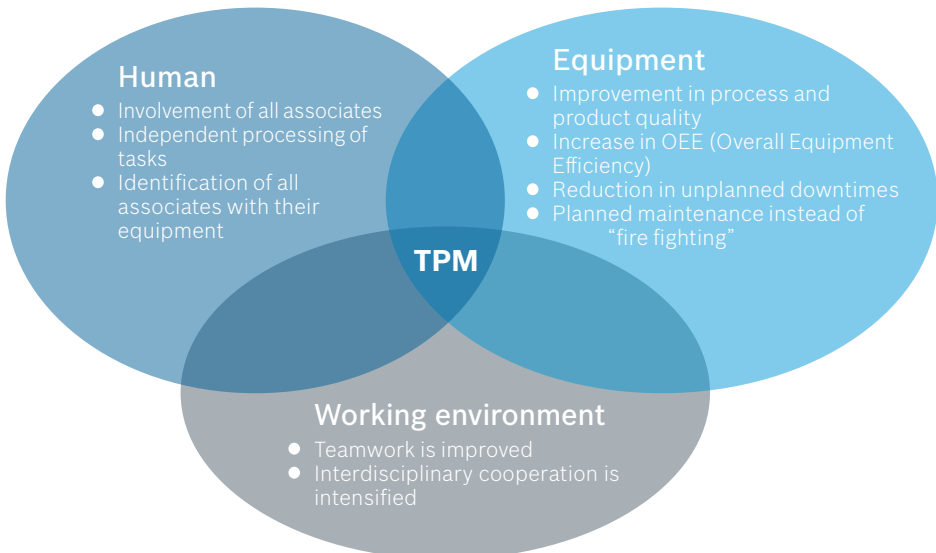 Human
● Involvement of all associates
● Independent processing of
tasks
● Identification of all
associates with their
equipment
Equipment
● Improvement in process and
product quality
● Increase in OEE (Overall Equipment
Efficiency)
● Reduction in unplanned downtimes
● Planned maintenance instead of
“fire fighting”
TPM
Working environment
● Teamwork is improved
● Interdisciplinary cooperation is
intensified